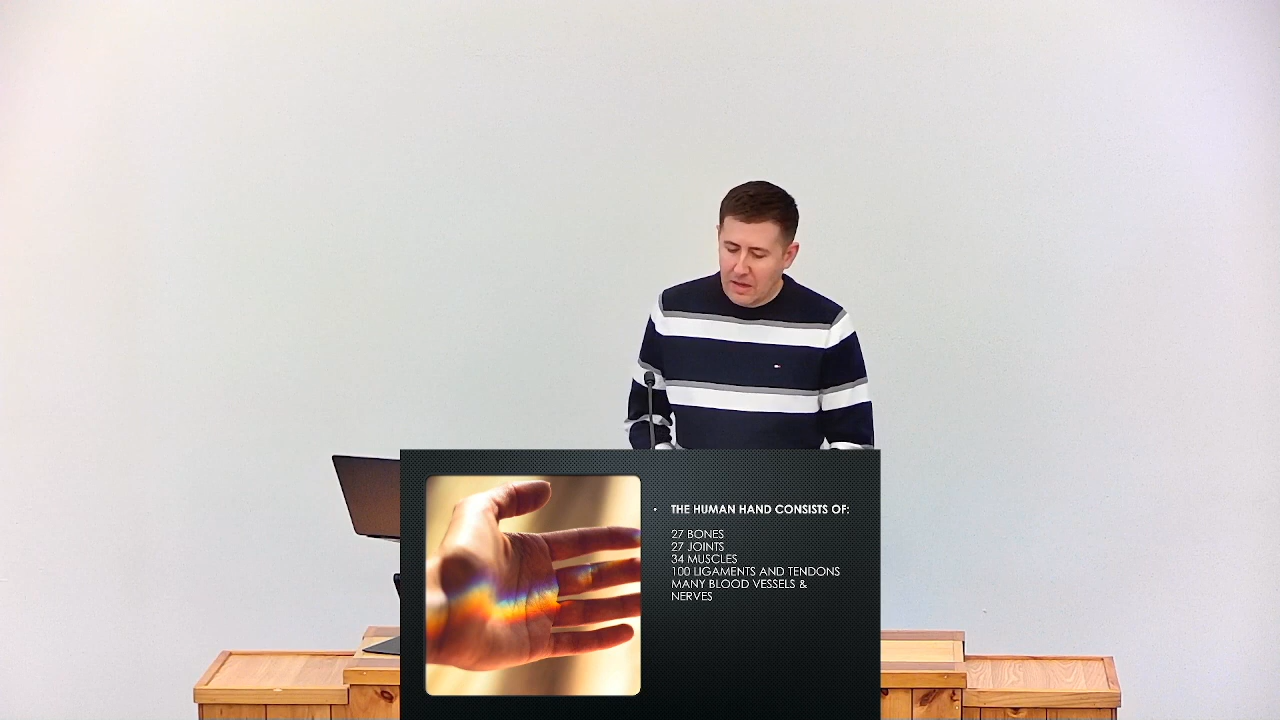 • THE HUMAN HAND CONSISTS OF:
27 BONES
27 JOINTS
34 MUSCLES
100 LIGAMENTS AND TENDONS
MANY BLOOD VESSELS &
NERVES